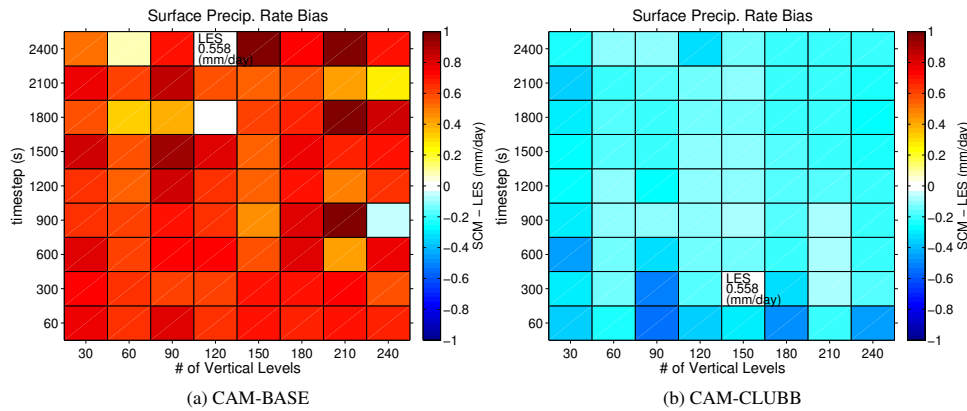 Surface Precip. Rate Bias
2400
2100
1800
1500
1200
900
600
300
60
timestep (s)
LES
0.558
(mm/day)
30 60 90 120 150 180 210 240
# of Vertical Levels
1
0.8
0.6
0.4
0.2
0
−0.2
−0.4
−0.6
−0.8
−1
SCM − LES (mm/day)
(a) CAM-BASE
Surface Precip. Rate Bias
2400
2100
1800
1500
1200
900
600
300
60
timestep (s)
LES
0.558
(mm/day)
30 60 90 120 150 180 210 240
# of Vertical Levels
1
0.8
0.6
0.4
0.2
0
−0.2
−0.4
−0.6
−0.8
−1
SCM − LES (mm/day)
(b) CAM-CLUBB